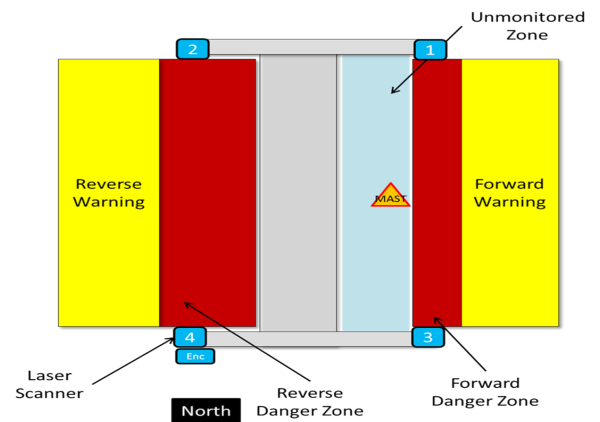 Unmonitored
Zone
2
1
Reverse
Warning
MAST
Forward
Warning
4
3
Enc
Laser
Scanner
Reverse
Danger Zone
Forward
Danger Zone
North